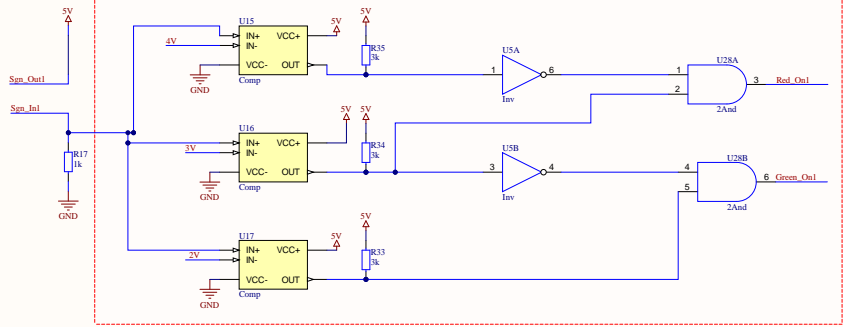 5V
Sgn_Out1
Sgn_In1
R17
1k
GND
U15
4V
IN+
IN-
VCC-
VCC+
OUT
Comp
GND
5V
5V
R35
3k
1
U5A
6
Inv
U28A
1
2
3
2And
Red_On1
U16
3V
IN+
IN-
VCC-
VCC+
OUT
Comp
GND
5V
5V
R34
3k
3
U5B
4
Inv
U28B
4
5
6
2And
Green_On1
U17
2V
IN+
IN-
VCC-
VCC+
OUT
Comp
GND
5V
5V
R33
3k